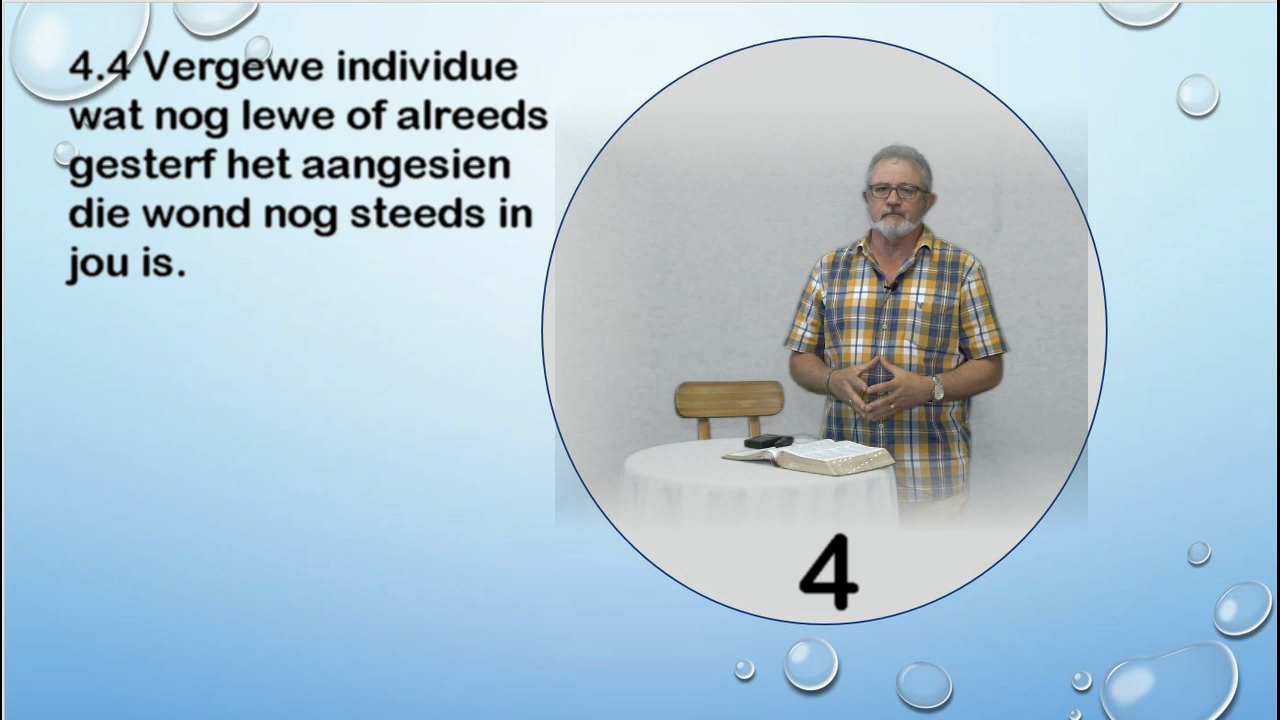 4.4 Vergewe individue
wat nog lewe of alreeds
gesterf het aangesien
die wond nog steeds in
jou is.
4